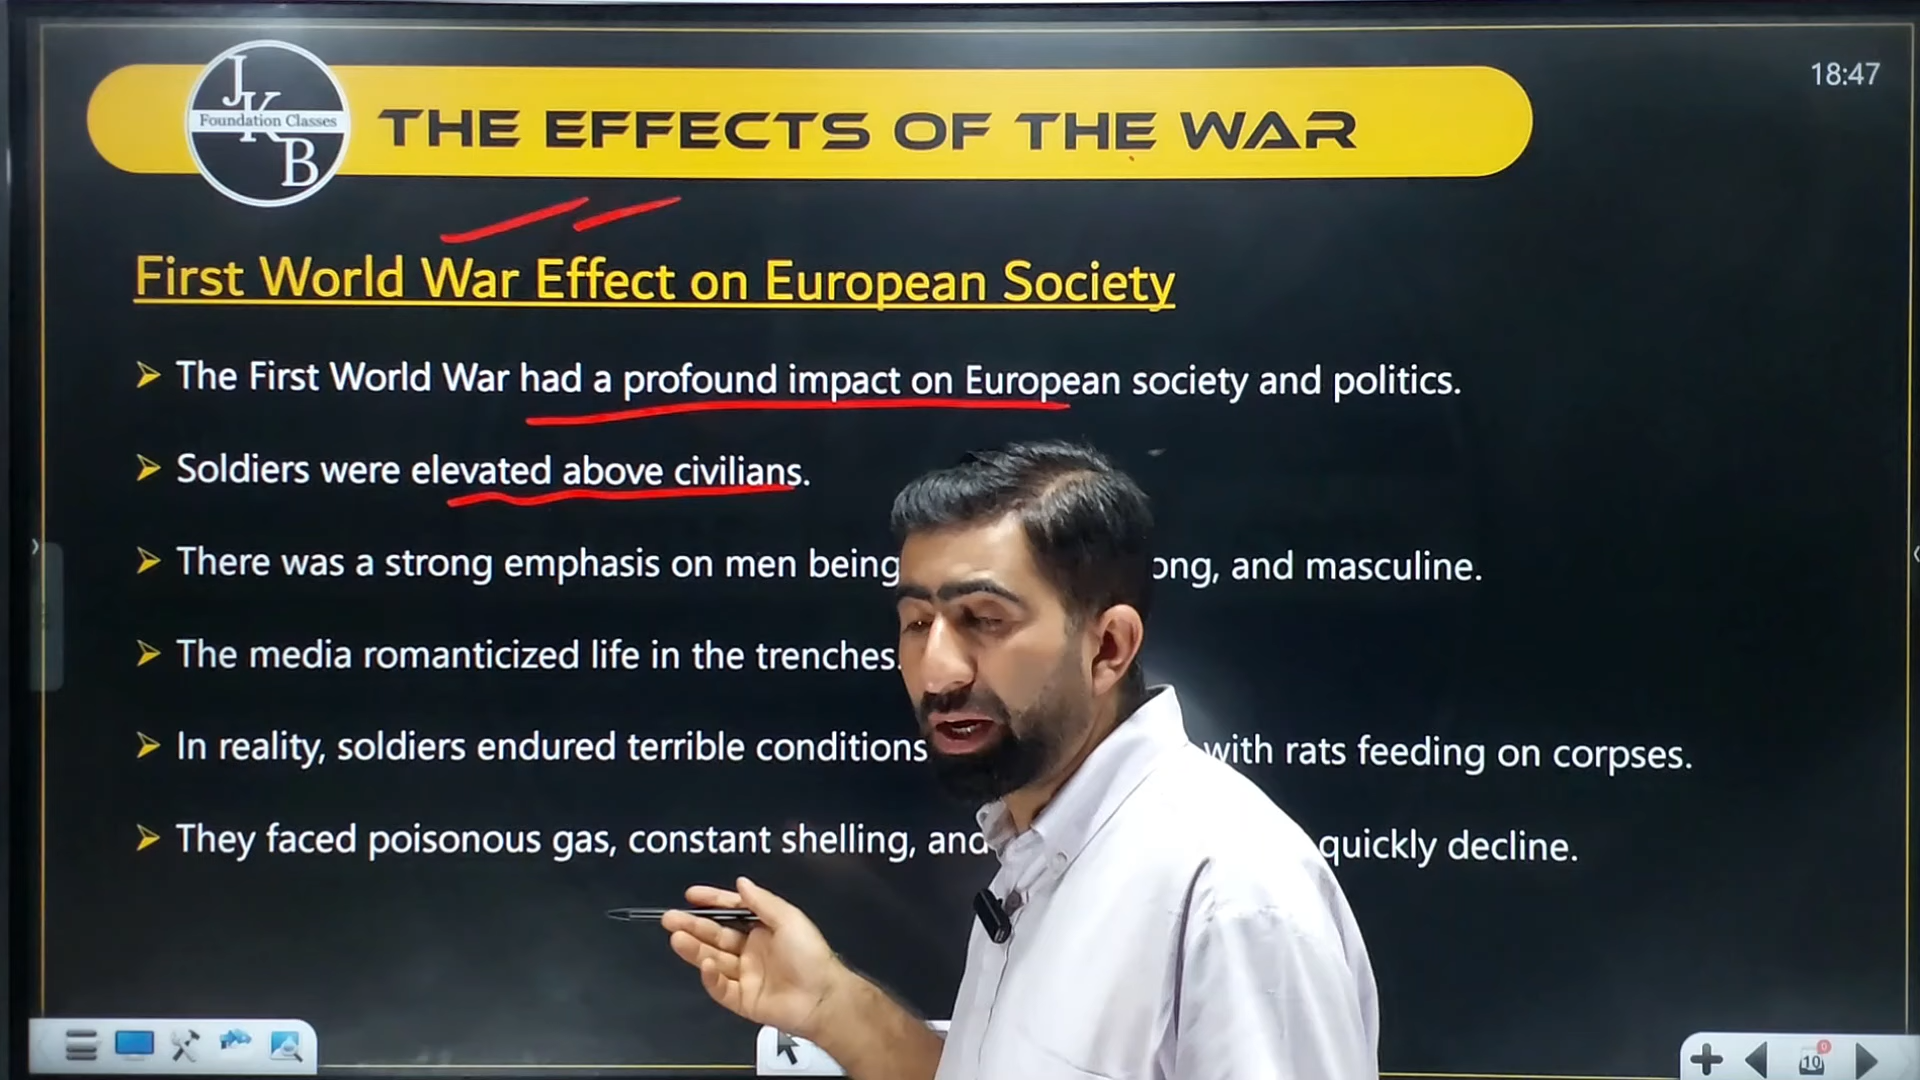 18:47
J
K
Foundation Classes
B
THE EFFECTS OF THE WAR
First World War Effect on European Society
The First World War had a profound impact on European society and politics.
Soldiers were elevated above civilians.
There was a strong emphasis on men being ong, and masculine.
The media romanticized life in the trenches.
In reality, soldiers endured terrible conditions with rats feeding on corpses.
They faced poisonous gas, constant shelling, and quickly decline.
0
10